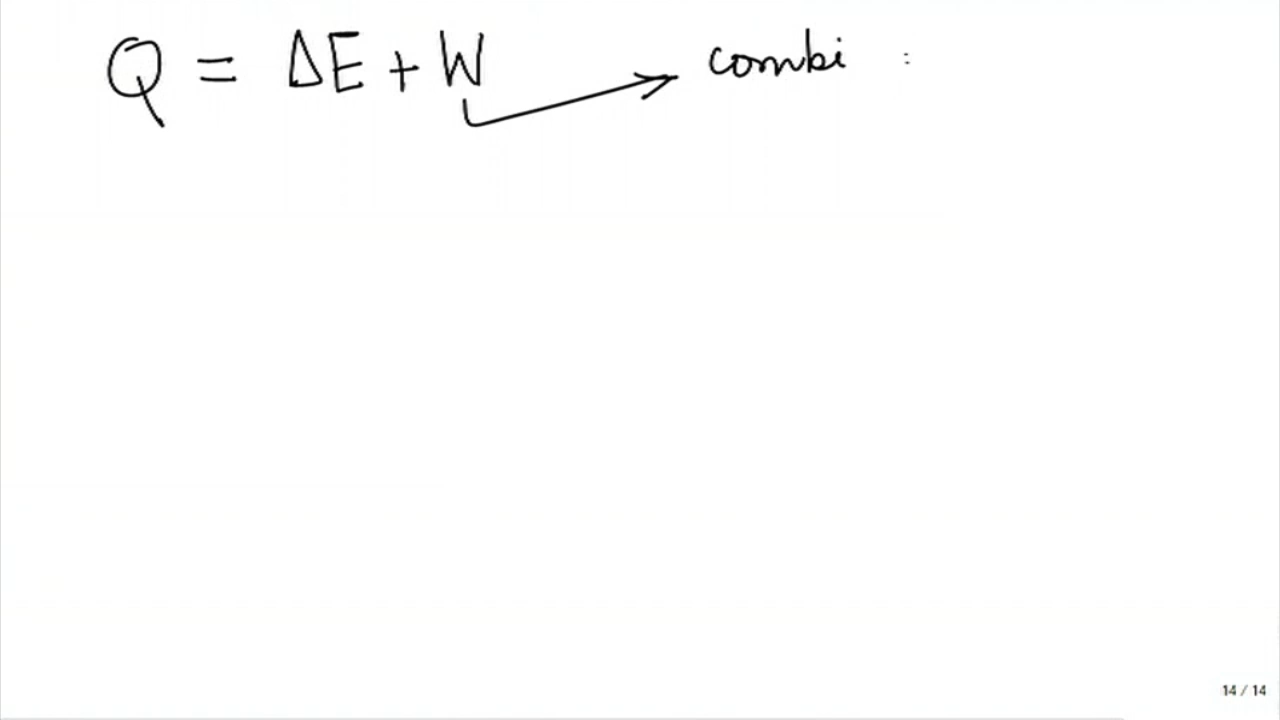 Q = ΔE + W → combi
14 / 14